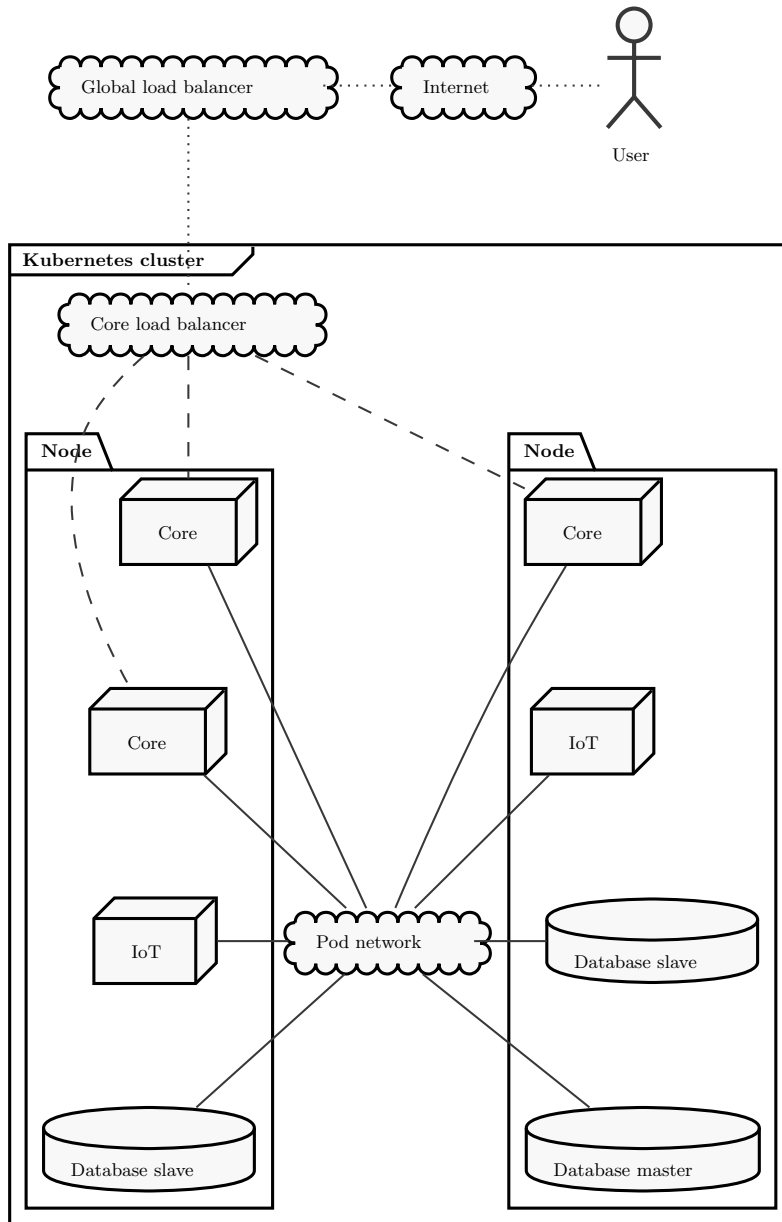 Global load balancer
Internet
User
Kubernetes cluster
Core load balancer
Node
Node
Core
Core
Core
IoT
IoT
Pod network
Database slave
Database slave
Database master